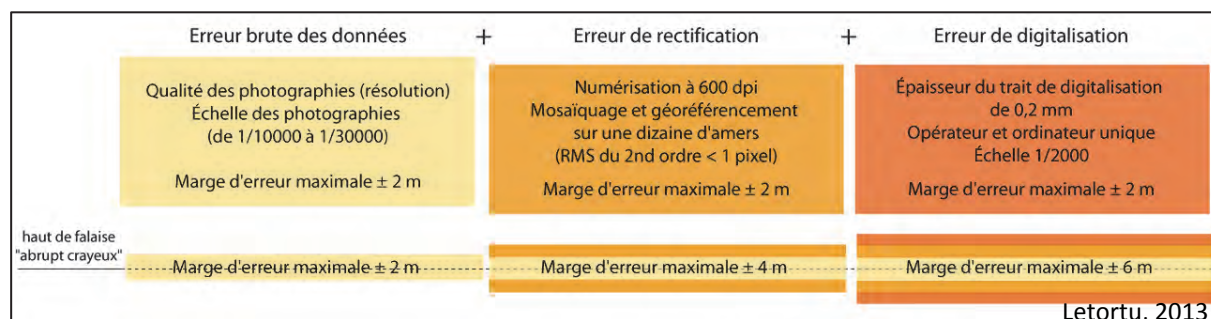 Erreur brute des données + Erreur de rectification + Erreur de digitalisation
Qualité des photographies (résolution)
Échelle des photographies
(de 1/10000 à 1/30000)
Marge d'erreur maximale ± 2 m
Numérisation à 600 dpi
Mosaïquage et géoréférencement
sur une dizaine d'amers
(RMS du 2nd ordre < 1 pixel)
Marge d'erreur maximale ± 2 m
Épaisseur du trait de digitalisation
de 0,2 mm
Opérateur et ordinateur unique
Échelle 1/2000
Marge d'erreur maximale ± 2 m
haut de falaise
"abrupt crayeux"
Marge d'erreur maximale ± 2 m
Marge d'erreur maximale ± 4 m
Marge d'erreur maximale ± 6 m
Letortu, 2013